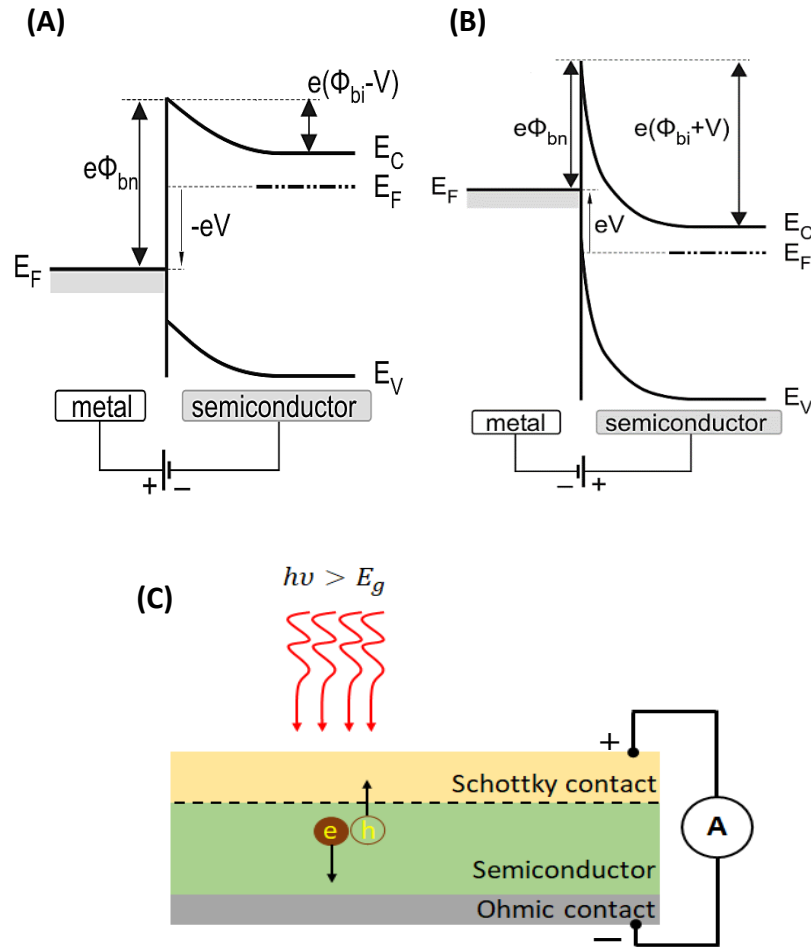 (A)
e(Φbi-V)
eΦbn
EC
EF
-eV
EF
EV
metal
semiconductor
+ −
(B)
eΦbn
e(Φbi+V)
EF
eV
EC
EF
EV
metal
semiconductor
− +
(C)
hυ > Eg
+
Schottky contact
e h
A
Semiconductor
Ohmic contact
−